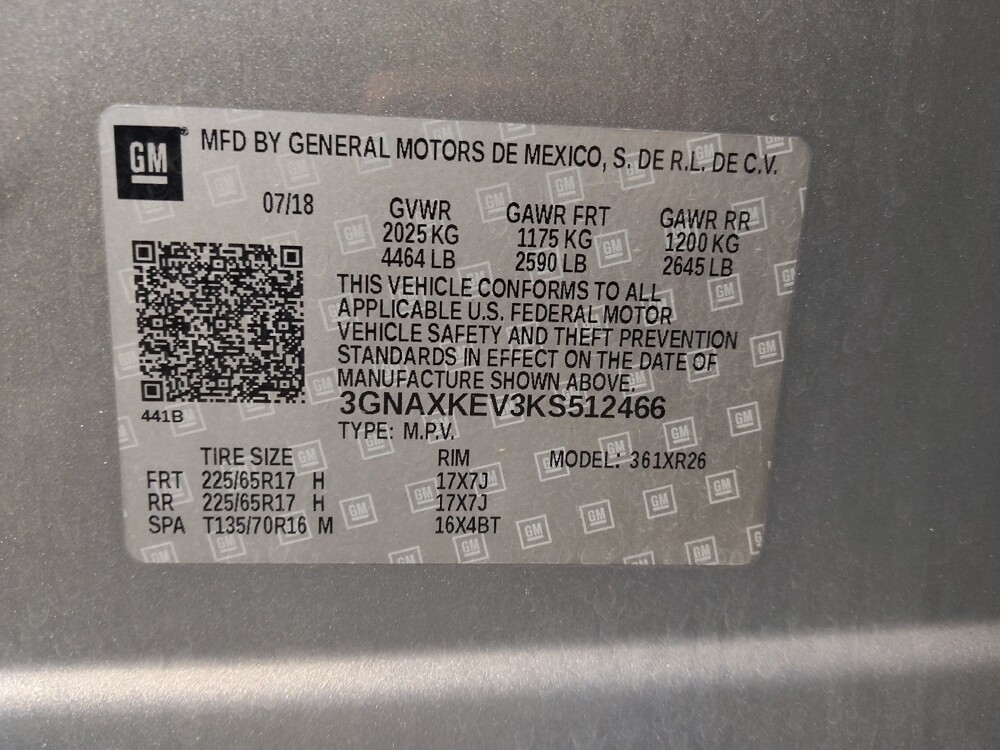 GM MFD BY GENERAL MOTORS DE MEXICO, S. DE R.L. DE C.V.
07/18 GVWR GAWR FRT GAWR RR
2025 KG 1175 KG 1200 KG
4464 LB 2590 LB 2645 LB
THIS VEHICLE CONFORMS TO ALL
APPLICABLE U.S. FEDERAL MOTOR
VEHICLE SAFETY AND THEFT PREVENTION
STANDARDS IN EFFECT ON THE DATE OF
MANUFACTURE SHOWN ABOVE.
3GNAXKEV3KS512466
441B
TYPE: M.P.V.
TIRE SIZE RIM MODEL: 361XR26
FRT 225/65R17 H 17X7J
RR 225/65R17 H 17X7J
SPA T135/70R16 M 16X4BT